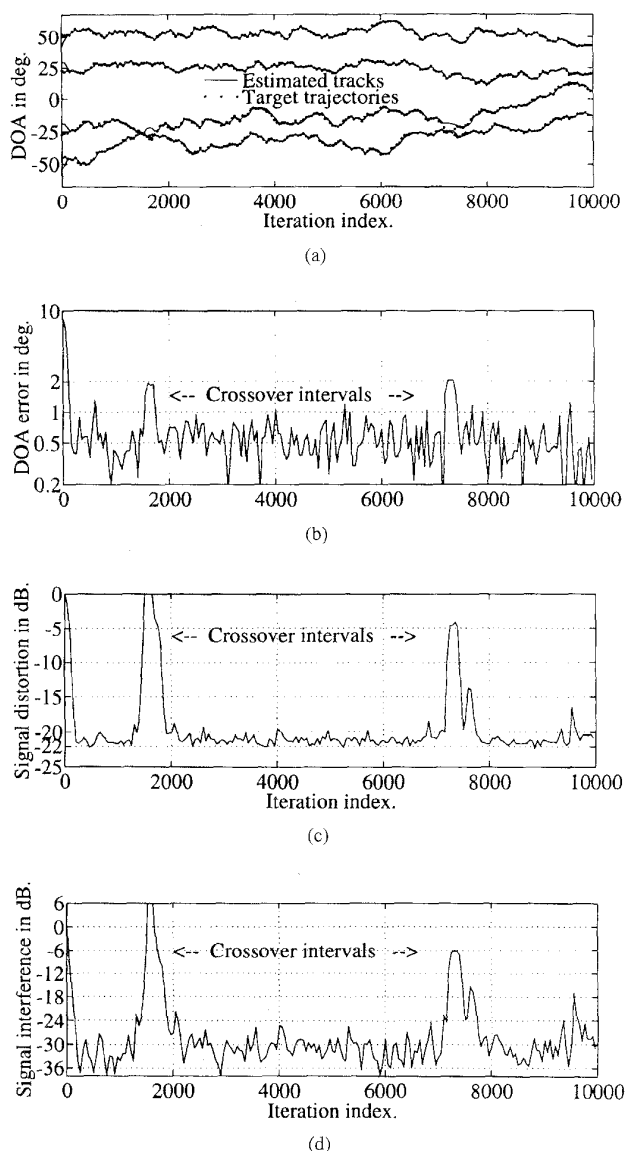 DOA in deg.
50
25
0
-25
-50
Estimated tracks
Target trajectories
0 2000 4000 6000 8000 10000
Iteration index.
(a)
DOA error in deg.
10
2
1
0.5
0.2
<-- Crossover intervals -->
0 2000 4000 6000 8000 10000
Iteration index.
(b)
Signal distortion in dB.
0
-5
-10
-15
-20
-22
-25
<-- Crossover intervals -->
0 2000 4000 6000 8000 10000
Iteration index.
(c)
Signal interference in dB.
6
0
-6
-12
-18
-24
-30
-36
<-- Crossover intervals -->
0 2000 4000 6000 8000 10000
Iteration index.
(d)